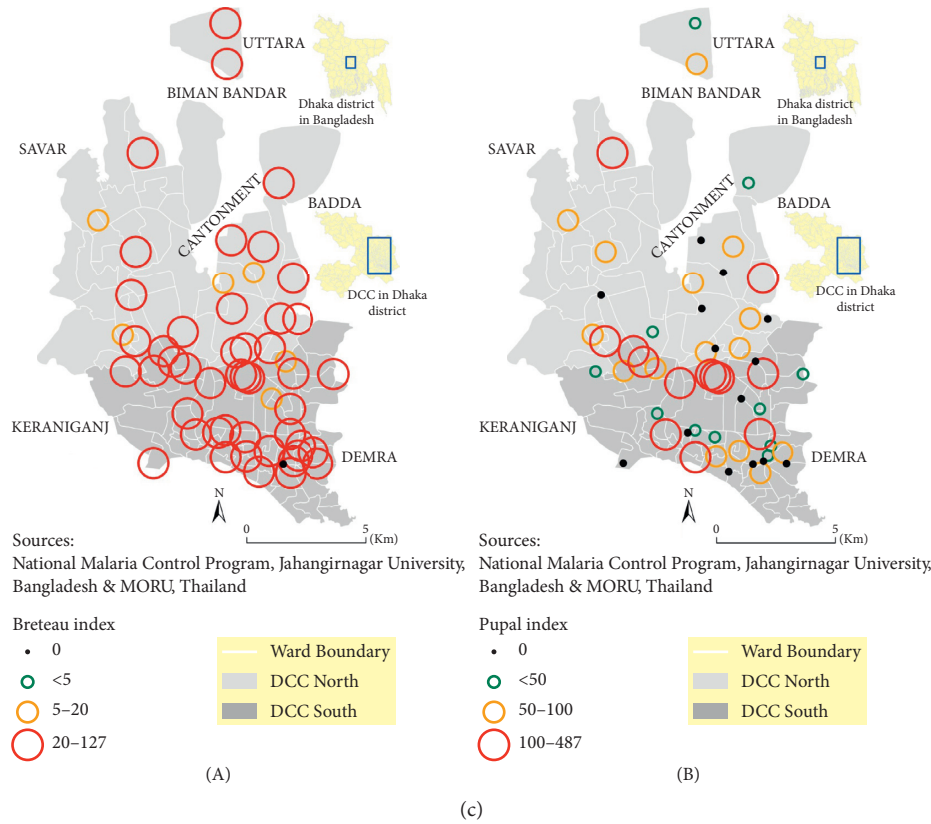 UTTARA
BIMAN BANDAR
Dhaka district
in Bangladesh
SAVAR
CANTONMENT
BADDA
DCC in Dhaka
district
KERANIGANJ
DEMRA
N
0 5
(Km)
Sources:
National Malaria Control Program, Jahangirnagar University,
Bangladesh & MORU, Thailand
Breteau index
0
<5
5–20
20–127
Ward Boundary
DCC North
DCC South
(A)
UTTARA
BIMAN BANDAR
Dhaka district
in Bangladesh
SAVAR
CANTONMENT
BADDA
DCC in Dhaka
district
KERANIGANJ
DEMRA
N
0 5
(Km)
Sources:
National Malaria Control Program, Jahangirnagar University,
Bangladesh & MORU, Thailand
Pupal index
0
<50
50–100
100–487
Ward Boundary
DCC North
DCC South
(B)
(c)